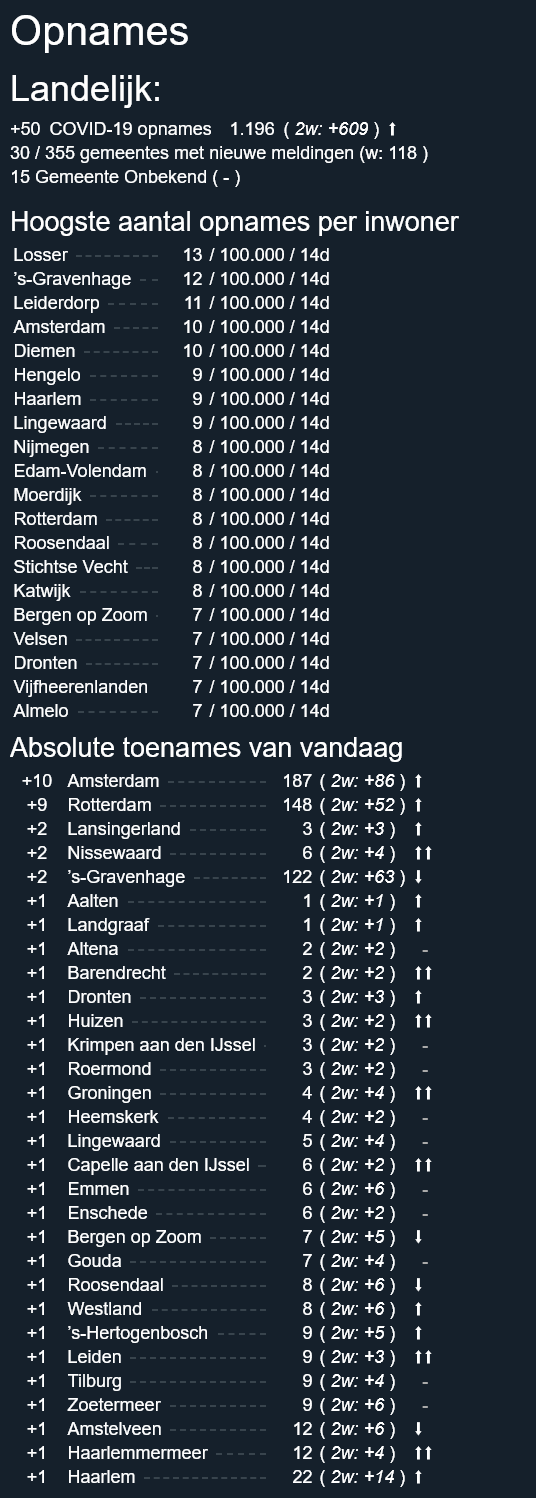 Opnames
Landelijk:
+50 COVID-19 opnames 1.196 ( 2w: +609 ) ⬆
30 / 355 gemeentes met nieuwe meldingen (w: 118 )
15 Gemeente Onbekend ( - )
Hoogste aantal opnames per inwoner
Losser 13 / 100.000 / 14d
's-Gravenhage 12 / 100.000 / 14d
Leiderdorp 11 / 100.000 / 14d
Amsterdam 10 / 100.000 / 14d
Diemen 10 / 100.000 / 14d
Hengelo 9 / 100.000 / 14d
Haarlem 9 / 100.000 / 14d
Lingewaard 9 / 100.000 / 14d
Nijmegen 8 / 100.000 / 14d
Edam-Volendam 8 / 100.000 / 14d
Moerdijk 8 / 100.000 / 14d
Rotterdam 8 / 100.000 / 14d
Roosendaal 8 / 100.000 / 14d
Stichtse Vecht 8 / 100.000 / 14d
Katwijk 8 / 100.000 / 14d
Bergen op Zoom 7 / 100.000 / 14d
Velsen 7 / 100.000 / 14d
Dronten 7 / 100.000 / 14d
Vijfheerenlanden 7 / 100.000 / 14d
Almelo 7 / 100.000 / 14d
Absolute toenames van vandaag
+10 Amsterdam 187 ( 2w: +86 ) ⬆
+9 Rotterdam 148 ( 2w: +52 ) ⬆
+2 Lansingerland 3 ( 2w: +3 ) ⬆
+2 Nissewaard 6 ( 2w: +4 ) ⬆⬆
+2 's-Gravenhage 122 ( 2w: +63 ) ⬇
+1 Aalten 1 ( 2w: +1 ) ⬆
+1 Landgraaf 1 ( 2w: +1 ) ⬆
+1 Altena 2 ( 2w: +2 ) -
+1 Barendrecht 2 ( 2w: +2 ) ⬆⬆
+1 Dronten 3 ( 2w: +3 ) ⬆
+1 Huizen 3 ( 2w: +2 ) ⬆⬆
+1 Krimpen aan den IJssel 3 ( 2w: +2 ) -
+1 Roermond 3 ( 2w: +2 ) -
+1 Groningen 4 ( 2w: +4 ) ⬆⬆
+1 Heemskerk 4 ( 2w: +2 ) -
+1 Lingewaard 5 ( 2w: +4 ) -
+1 Capelle aan den IJssel 6 ( 2w: +2 ) ⬆⬆
+1 Emmen 6 ( 2w: +6 ) -
+1 Enschede 6 ( 2w: +2 ) -
+1 Bergen op Zoom 7 ( 2w: +5 ) ⬇
+1 Gouda 7 ( 2w: +4 ) -
+1 Roosendaal 8 ( 2w: +6 ) ⬇
+1 Westland 8 ( 2w: +6 ) ⬆
+1 's-Hertogenbosch 9 ( 2w: +5 ) ⬆
+1 Leiden 9 ( 2w: +3 ) ⬆⬆
+1 Tilburg 9 ( 2w: +4 ) -
+1 Zoetermeer 9 ( 2w: +6 ) -
+1 Amstelveen 12 ( 2w: +6 ) ⬇
+1 Haarlemmermeer 12 ( 2w: +4 ) ⬆⬆
+1 Haarlem 22 ( 2w: +14 ) ⬆